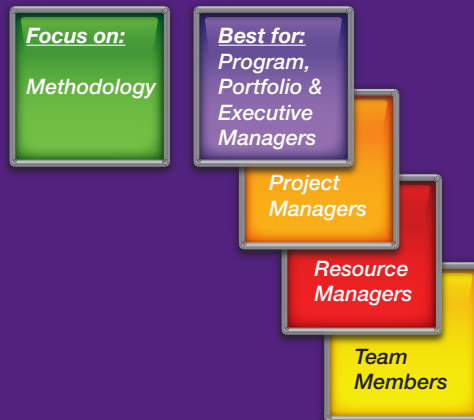 Focus on:
Methodology
Best for:
Program,
Portfolio &
Executive
Managers
Project
Managers
Resource
Managers
Team
Members